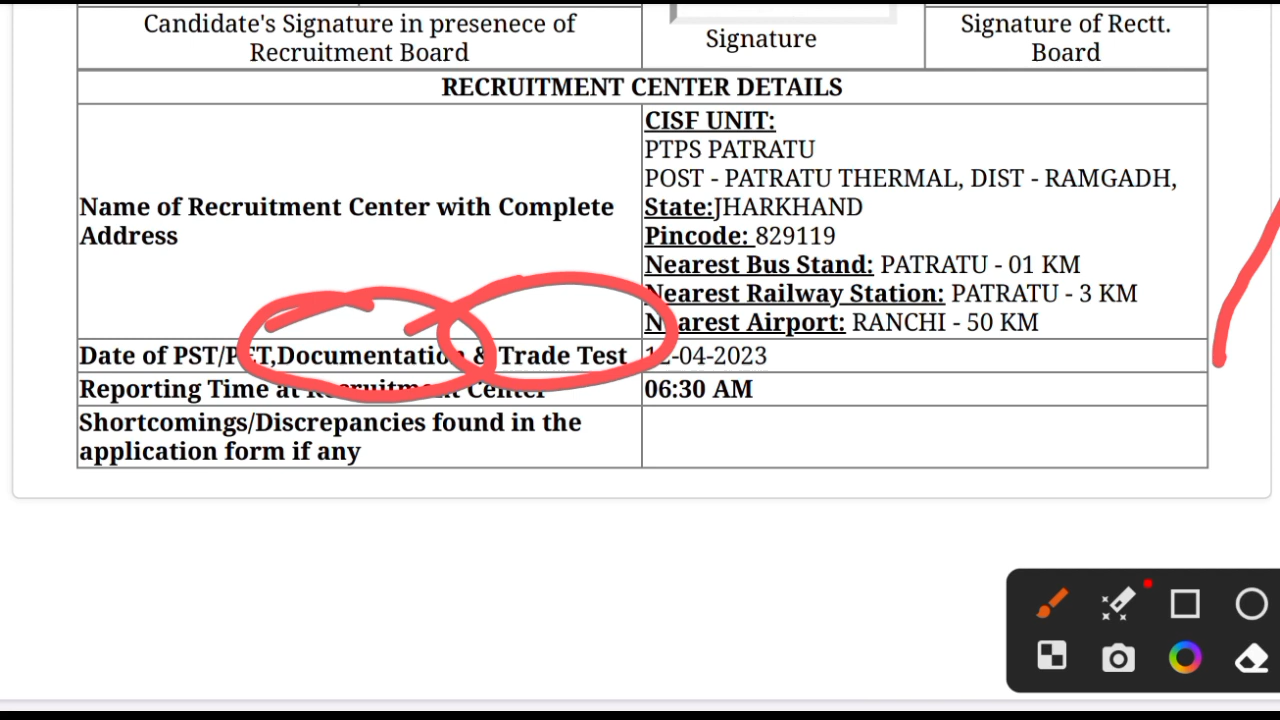 Candidate's Signature in presenece of
Recruitment Board
Signature
Signature of Rectt.
Board
RECRUITMENT CENTER DETAILS
Name of Recruitment Center with Complete
Address
CISF UNIT:
PTPS PATRATU
POST - PATRATU THERMAL, DIST - RAMGADH,
State:JHARKHAND
Pincode: 829119
Nearest Bus Stand: PATRATU - 01 KM
Nearest Railway Station: PATRATU - 3 KM
Nearest Airport: RANCHI - 50 KM
Date of PST/PET,Documentation & Trade Test
12-04-2023
Reporting Time at Recruitment Center
06:30 AM
Shortcomings/Discrepancies found in the
application form if any